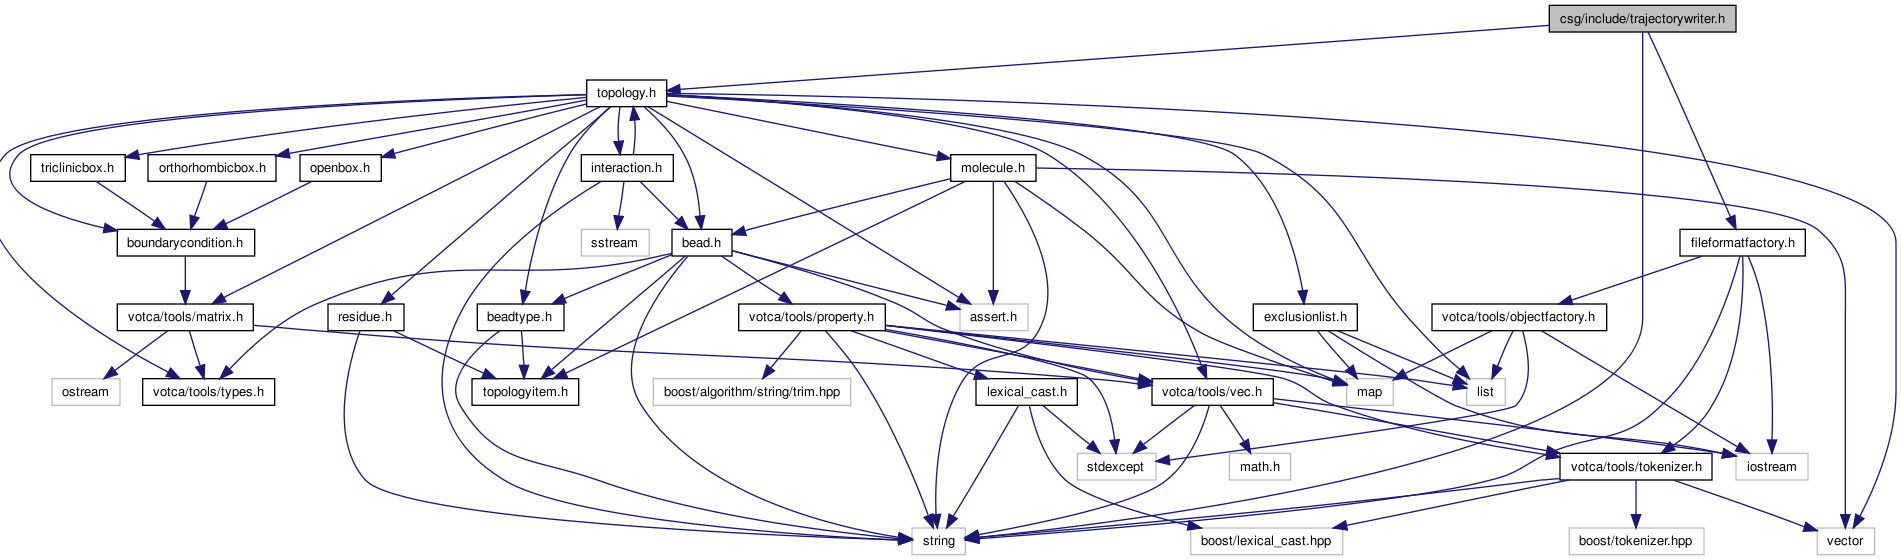 csg/include/trajectorywriter.h
topology.h
triclinicbox.h
orthorhombicbox.h
openbox.h
interaction.h
molecule.h
boundarycondition.h
sstream
bead.h
fileformatfactory.h
votca/tools/matrix.h
residue.h
beadtype.h
votca/tools/property.h
assert.h
exclusionlist.h
votca/tools/objectfactory.h
ostream
votca/tools/types.h
topologyitem.h
boost/algorithm/string/trim.hpp
lexical_cast.h
votca/tools/vec.h
map
list
stdexcept
math.h
votca/tools/tokenizer.h
iostream
string
boost/lexical_cast.hpp
boost/tokenizer.hpp
vector